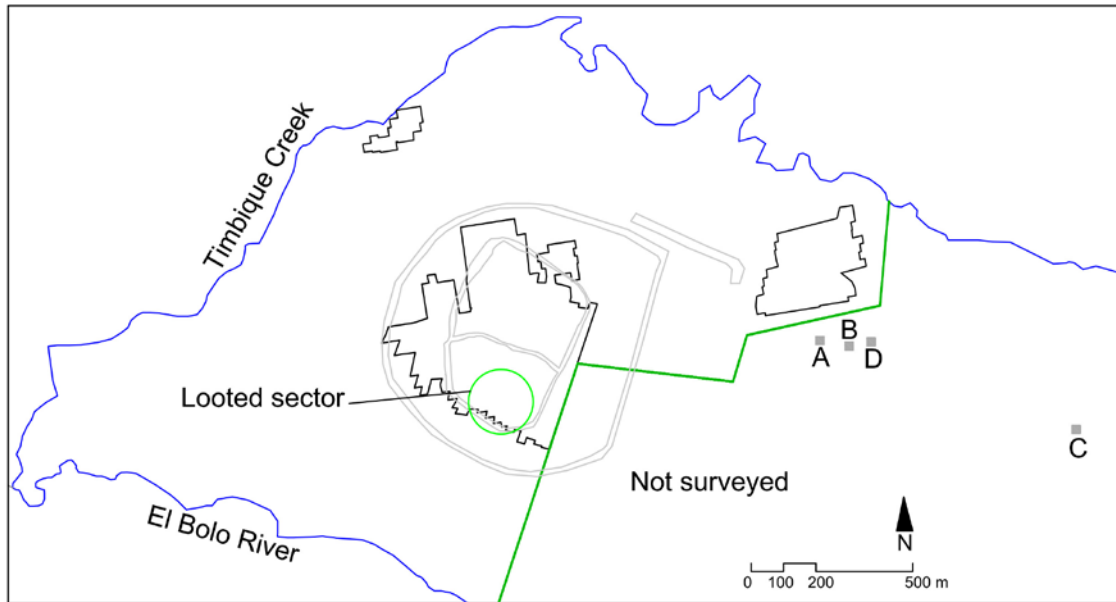 Timbique Creek
Looted sector
El Bolo River
Not surveyed
A
B
D
C
N
0 100 200 500 m